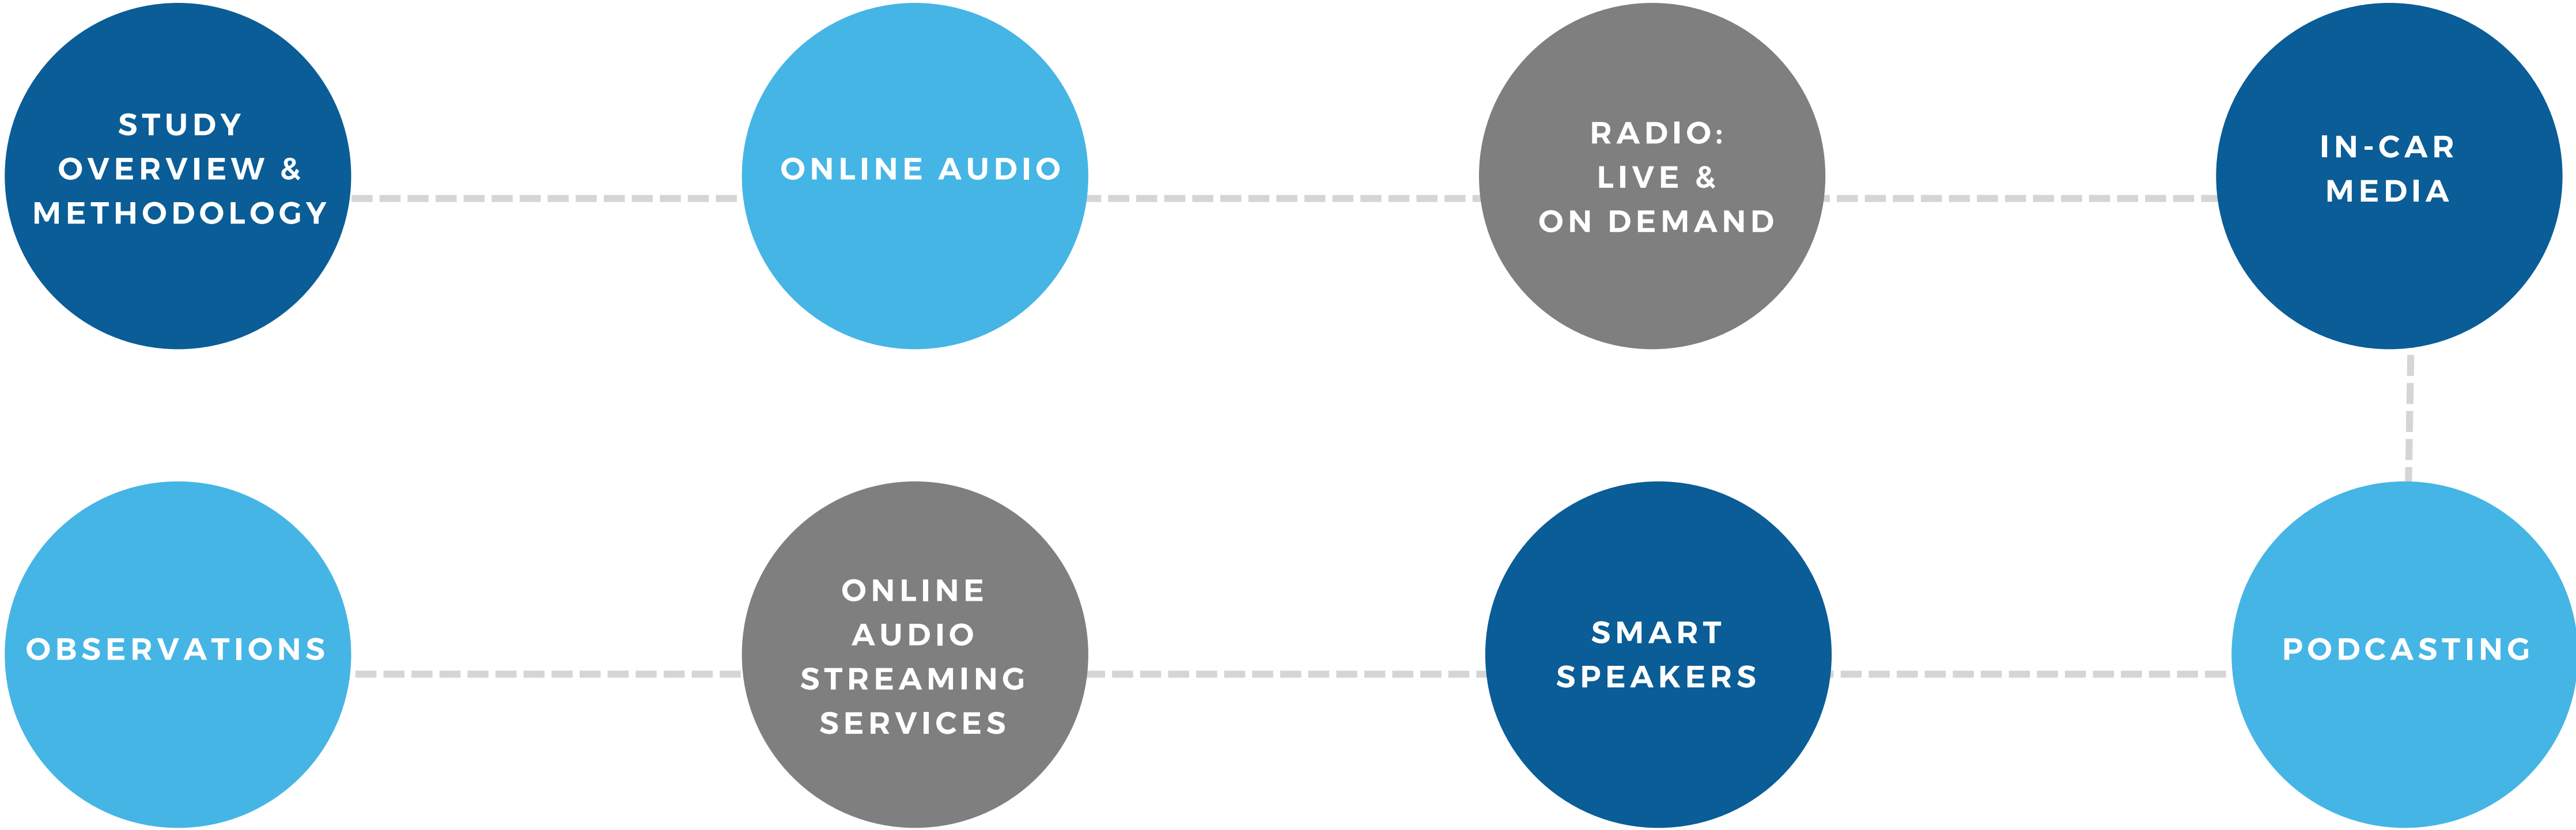 STUDY
OVERVIEW &
METHODOLOGY
ONLINE AUDIO
RADIO:
LIVE &
ON DEMAND
IN-CAR
MEDIA
OBSERVATIONS
ONLINE
AUDIO
STREAMING
SERVICES
SMART
SPEAKERS
PODCASTING